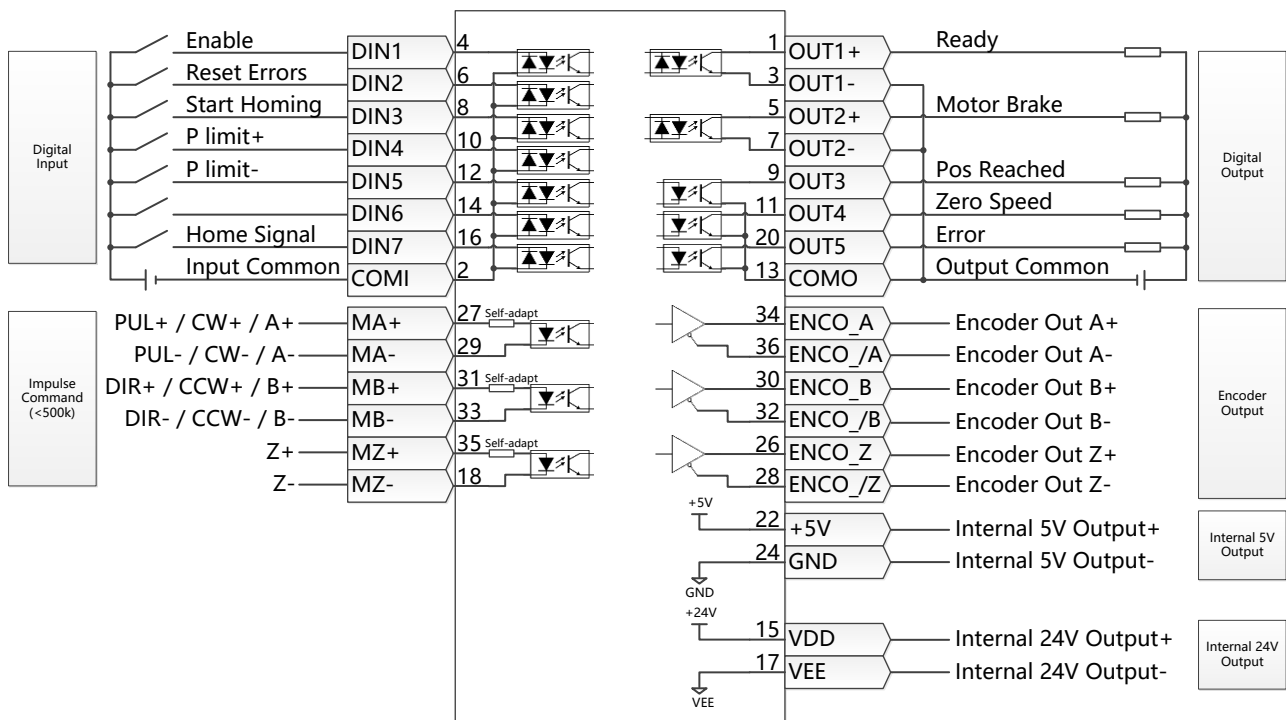 Digital
Input
Enable
DIN1
4
Reset Errors
DIN2
6
Start Homing
DIN3
8
P limit+
DIN4
10
P limit-
DIN5
12
DIN6
14
Home Signal
DIN7
16
Input Common
COMI
2
1
OUT1+
Ready
3
OUT1-
5
OUT2+
Motor Brake
7
OUT2-
9
OUT3
Pos Reached
11
OUT4
Zero Speed
20
OUT5
Error
13
COMO
Output Common
Digital
Output
Impulse
Command
(<500k)
PUL+ / CW+ / A+
MA+
27
Self-adapt
PUL- / CW- / A-
MA-
29
DIR+ / CCW+ / B+
MB+
31
Self-adapt
DIR- / CCW- / B-
MB-
33
Z+
MZ+
35
Self-adapt
Z-
MZ-
18
34
ENCO_A
Encoder Out A+
36
ENCO_/A
Encoder Out A-
30
ENCO_B
Encoder Out B+
32
ENCO_/B
Encoder Out B-
26
ENCO_Z
Encoder Out Z+
28
ENCO_/Z
Encoder Out Z-
Encoder
Output
+5V
22
+5V
Internal 5V Output+
24
GND
Internal 5V Output-
GND
Internal 5V
Output
+24V
15
VDD
Internal 24V Output+
17
VEE
Internal 24V Output-
VEE
Internal 24V
Output